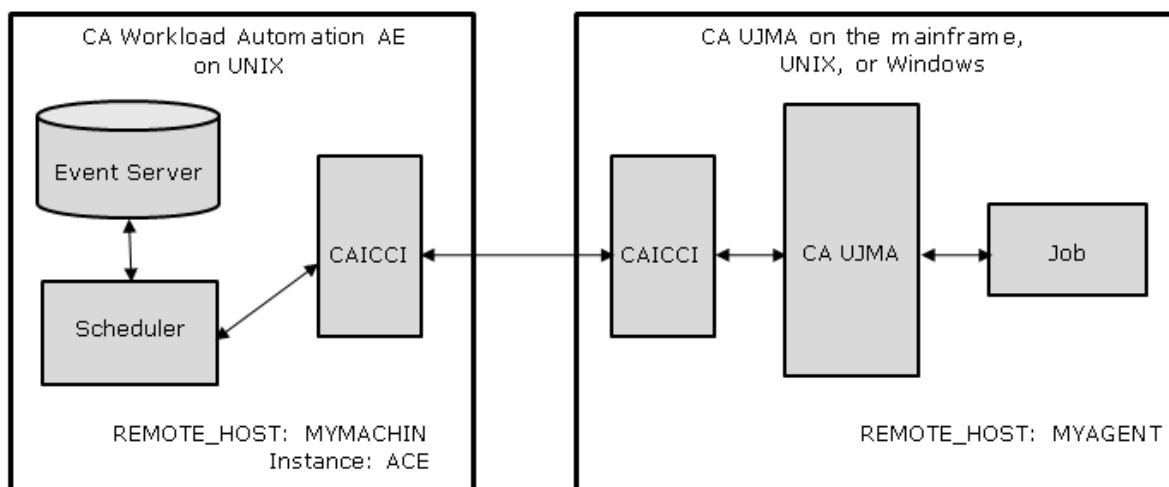 CA Workload Automation AE
on UNIX
Event Server
CAICCI
Scheduler
REMOTE_HOST: MYMACHIN
Instance: ACE
CA UJMA on the mainframe,
UNIX, or Windows
CAICCI
CA UJMA
Job
REMOTE_HOST: MYAGENT